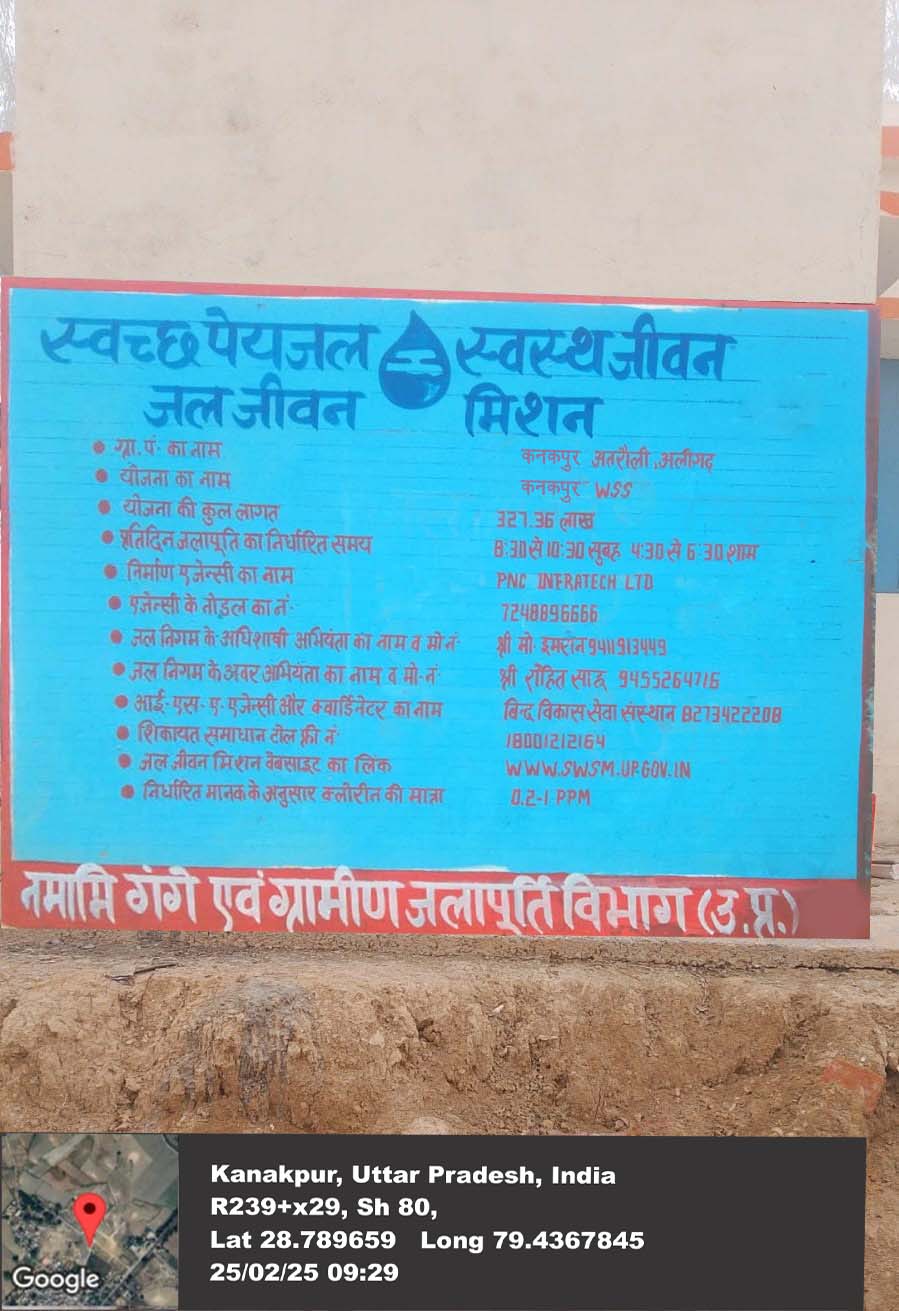 स्वच्छ पेयजल स्वस्थ जीवन
जल जीवन मिशन
ग्रा. पं. का नाम कनकपुर अतरौली, अलीगढ़
योजना का नाम कनकपुर WSS
योजना की कुल लागत 327.36 लाख
प्रतिदिन जलापूर्ति का निर्धारित समय 8:30 से 10:30 सुबह 4:30 से 6:30 शाम
निर्माण एजेन्सी का नाम PNC INFRATECH LTD
एजेन्सी के नोडल का नं. 7248896666
जल निगम के अधिशाषी अभियंता का नाम व मो. नं. श्री मो. इमरान 9411913449
जल निगम के अवर अभियंता का नाम व मो. नं. श्री रोहित साहू 9455264716
आई. एस. ए. एजेन्सी और क्वार्डिनेटर का नाम बिन्द विकास सेवा संस्थान 8273422208
शिकायत समाधान टोल फ्री नं. 18001212164
जल जीवन मिशन वेबसाइट का लिंक WWW.SWSM.UP.GOV.IN
निर्धारित मानक के अनुसार क्लोरीन की मात्रा 0.2-1 PPM
नमामि गंगे एवं ग्रामीण जलापूर्ति विभाग (उ.प्र.)
Kanakpur, Uttar Pradesh, India
R239+x29, Sh 80,
Lat 28.789659 Long 79.4367845
25/02/25 09:29
Google